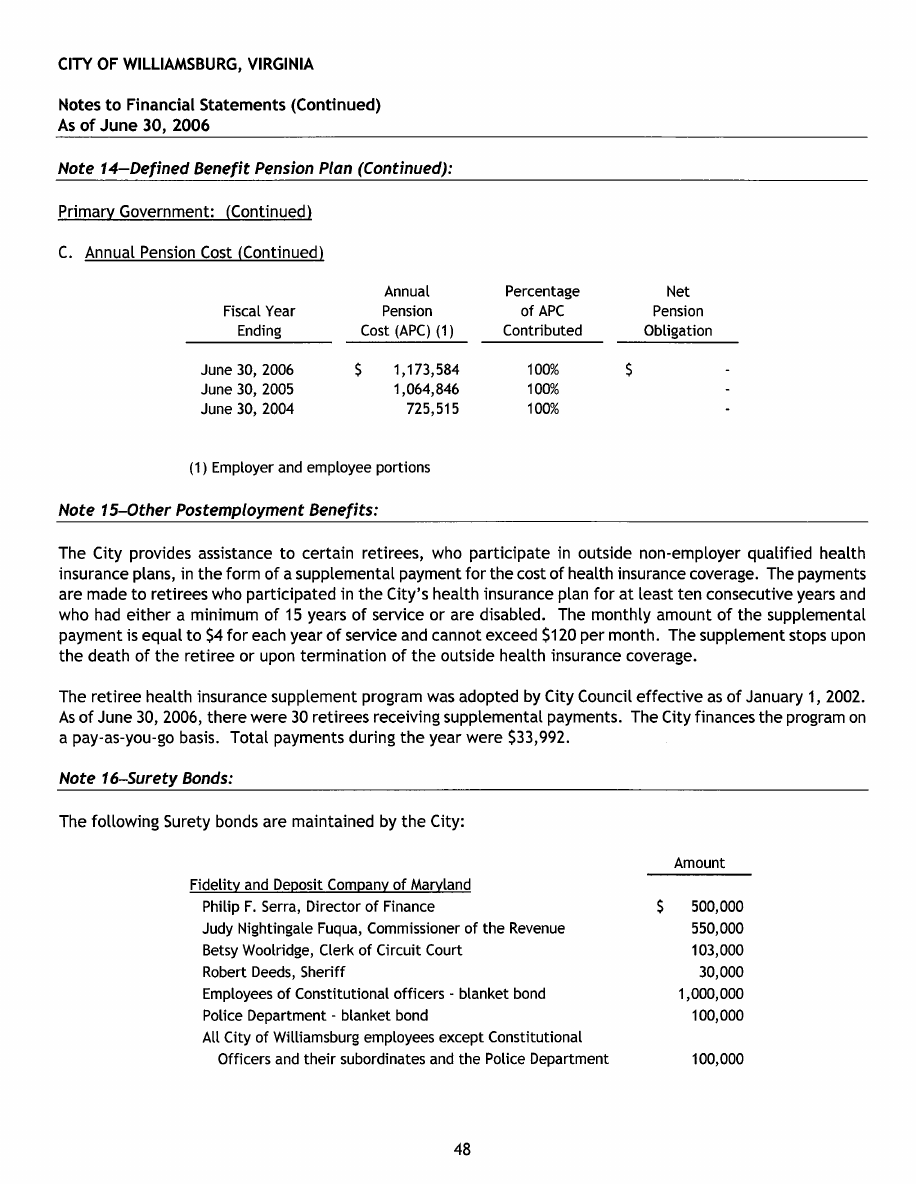 CITY OF WILLIAMSBURG, VIRGINIA
Notes to Financial Statements (Continued)
As of June 30, 2006
Note 14—Defined Benefit Pension Plan (Continued):
Primary Government: (Continued)
C. Annual Pension Cost (Continued)
Annual Percentage Net
Fiscal Year Pension of APC Pension
Ending Cost (APC) (1) Contributed Obligation
June 30, 2006 $ 1,173,584 100% $ -
June 30, 2005 1,064,846 100% -
June 30, 2004 725,515 100% -
(1) Employer and employee portions
Note 15—Other Postemployment Benefits:
The City provides assistance to certain retirees, who participate in outside non-employer qualified health
insurance plans, in the form of a supplemental payment for the cost of health insurance coverage. The payments
are made to retirees who participated in the City's health insurance plan for at least ten consecutive years and
who had either a minimum of 15 years of service or are disabled. The monthly amount of the supplemental
payment is equal to $4 for each year of service and cannot exceed $120 per month. The supplement stops upon
the death of the retiree or upon termination of the outside health insurance coverage.
The retiree health insurance supplement program was adopted by City Council effective as of January 1, 2002.
As of June 30, 2006, there were 30 retirees receiving supplemental payments. The City finances the program on
a pay-as-you-go basis. Total payments during the year were $33,992.
Note 16—Surety Bonds:
The following Surety bonds are maintained by the City:
Amount
Fidelity and Deposit Company of Maryland
Philip F. Serra, Director of Finance $ 500,000
Judy Nightingale Fuqua, Commissioner of the Revenue 550,000
Betsy Woolridge, Clerk of Circuit Court 103,000
Robert Deeds, Sheriff 30,000
Employees of Constitutional officers - blanket bond 1,000,000
Police Department - blanket bond 100,000
All City of Williamsburg employees except Constitutional
Officers and their subordinates and the Police Department 100,000
48